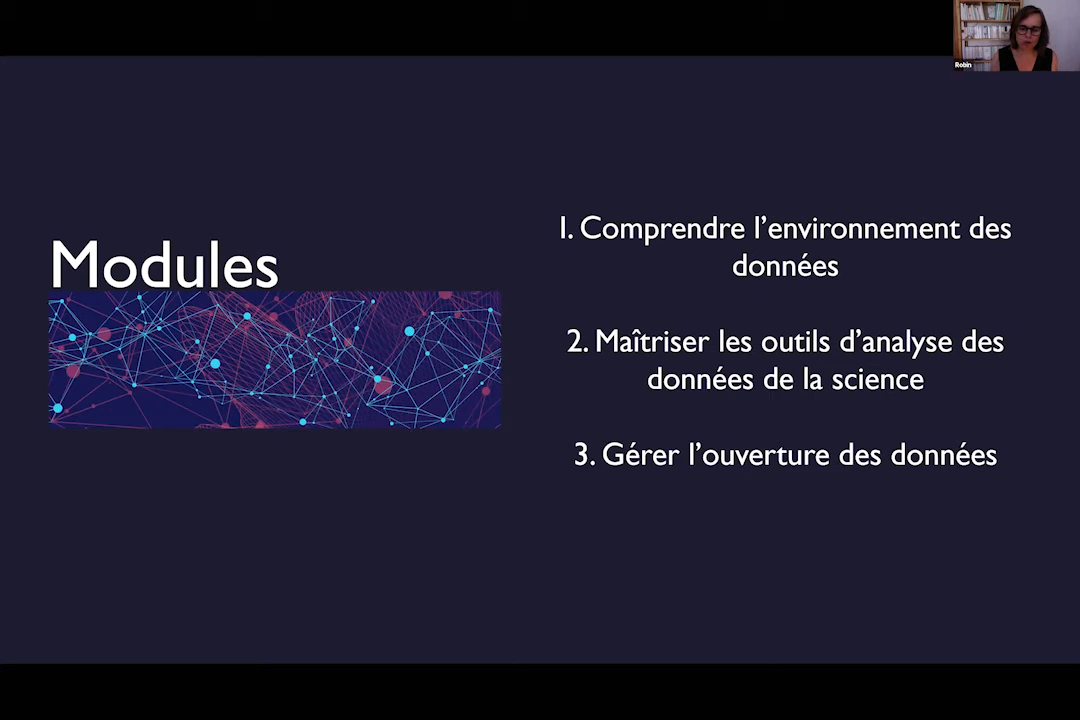 Robin
Modules
1. Comprendre l’environnement des
données
2. Maîtriser les outils d’analyse des
données de la science
3. Gérer l’ouverture des données